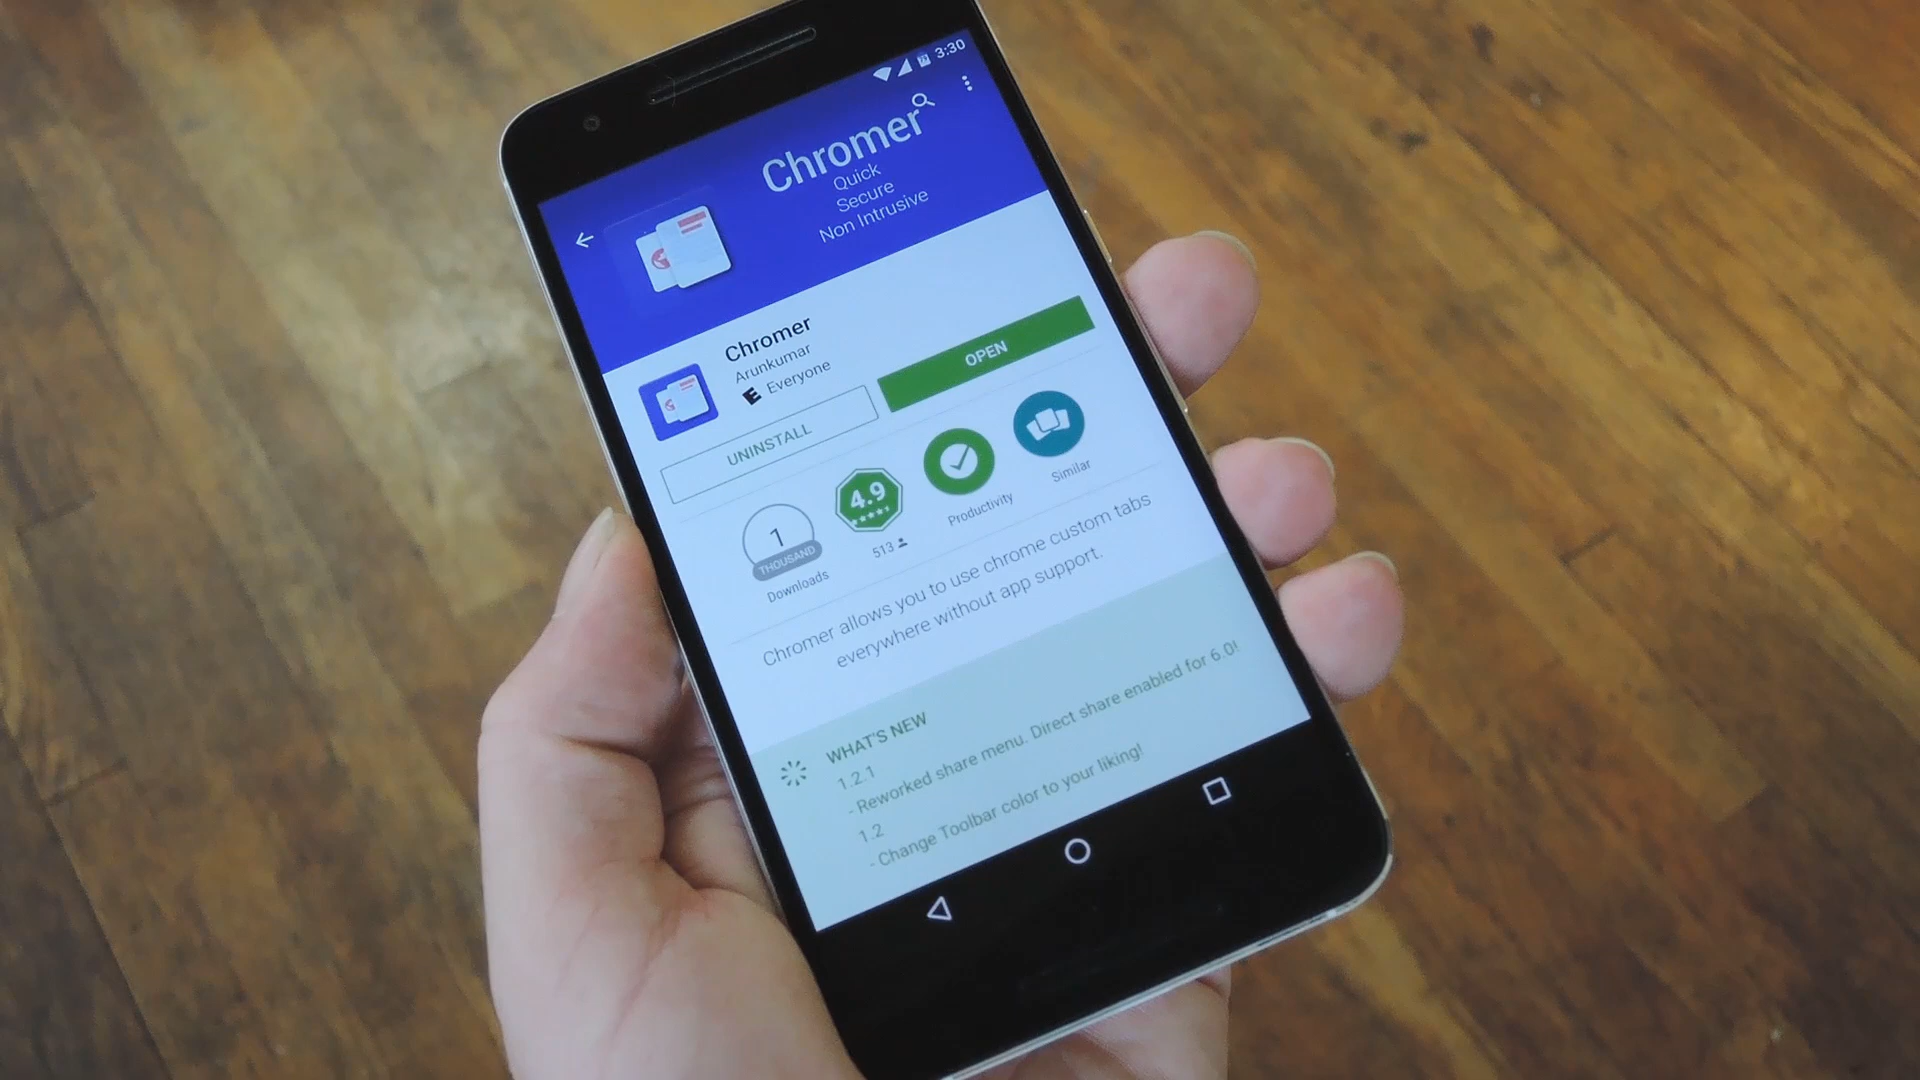 3:30
Chromer
Quick
Secure
Non Intrusive
Chromer
Arunkumar
E Everyone
UNINSTALL
OPEN
1
THOUSAND
Downloads
4.9
513
Productivity
Similar
Chromer allows you to use chrome custom tabs
everywhere without app support.
WHAT'S NEW
1.2.1
- Reworked share menu. Direct share enabled for 6.0!
1.2
- Change Toolbar color to your liking!